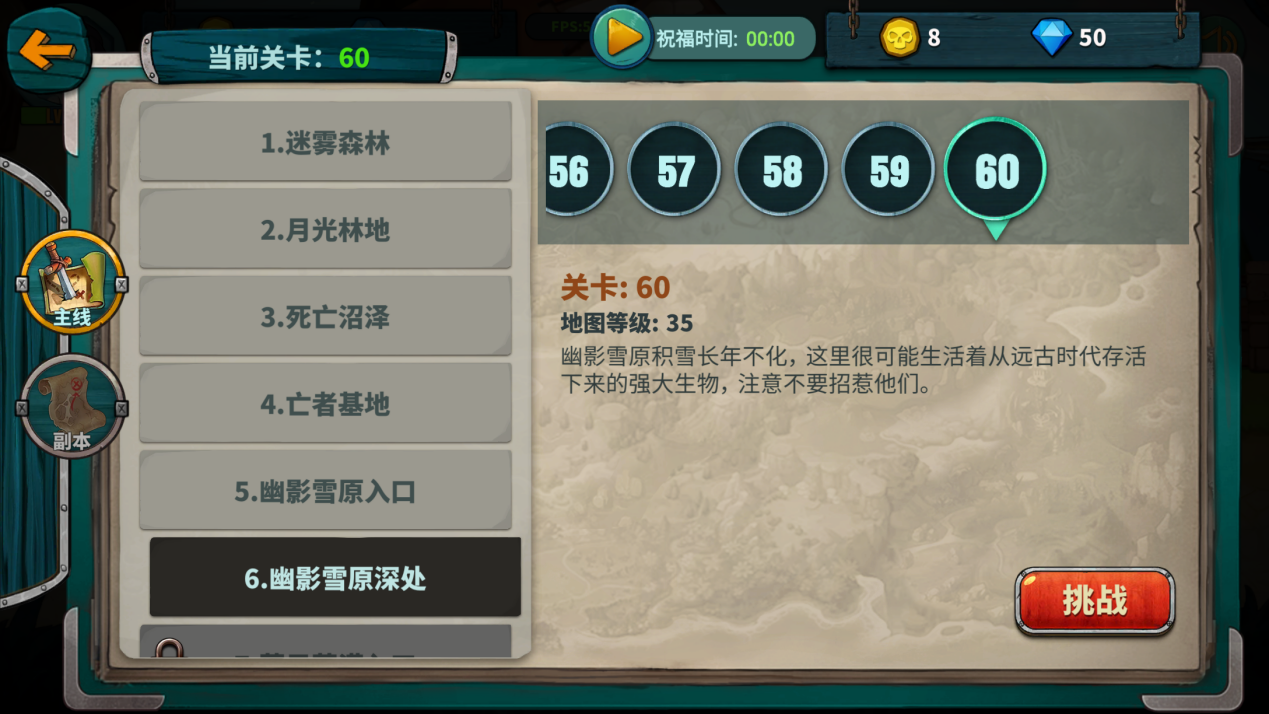 当前关卡：60
祝福时间: 00:00
8
50
1.迷雾森林
2.月光林地
3.死亡沼泽
4.亡者基地
5.幽影雪原入口
6.幽影雪原深处
主线
副本
56
57
58
59
60
关卡: 60
地图等级: 35
幽影雪原积雪长年不化，这里很可能生活着从远古时代存活
下来的强大生物，注意不要招惹他们。
挑战